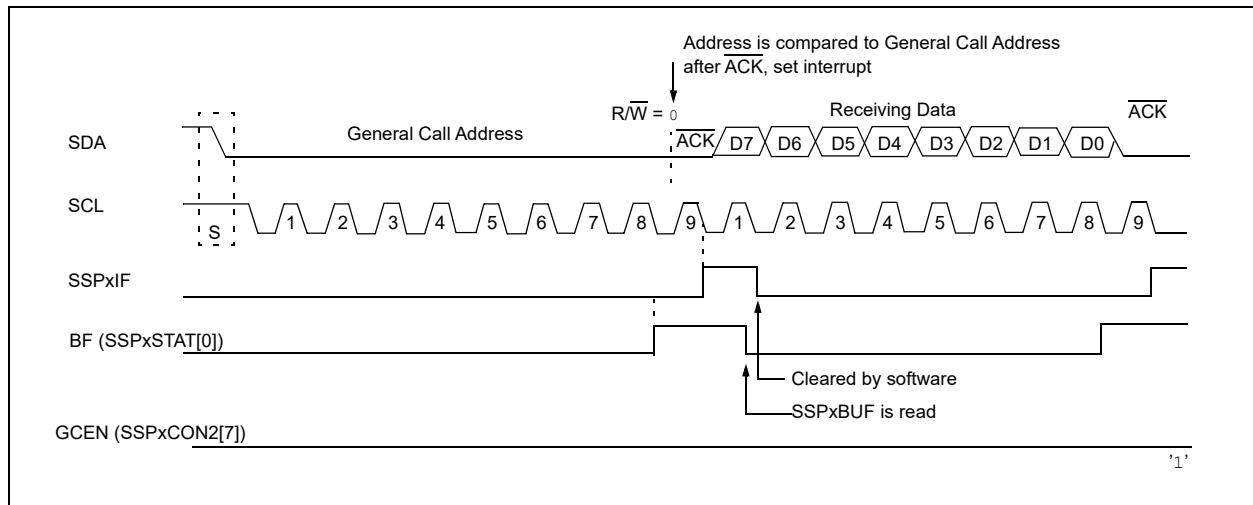 Address is compared to General Call Address
after ACK, set interrupt
R/W = 0
Receiving Data
ACK
General Call Address
SDA
ACK
D7 D6 D5 D4 D3 D2 D1 D0
SCL
S
1 2 3 4 5 6 7 8 9 1 2 3 4 5 6 7 8 9
SSPxIF
BF (SSPxSTAT[0])
Cleared by software
SSPxBUF is read
GCEN (SSPxCON2[7])
'1'